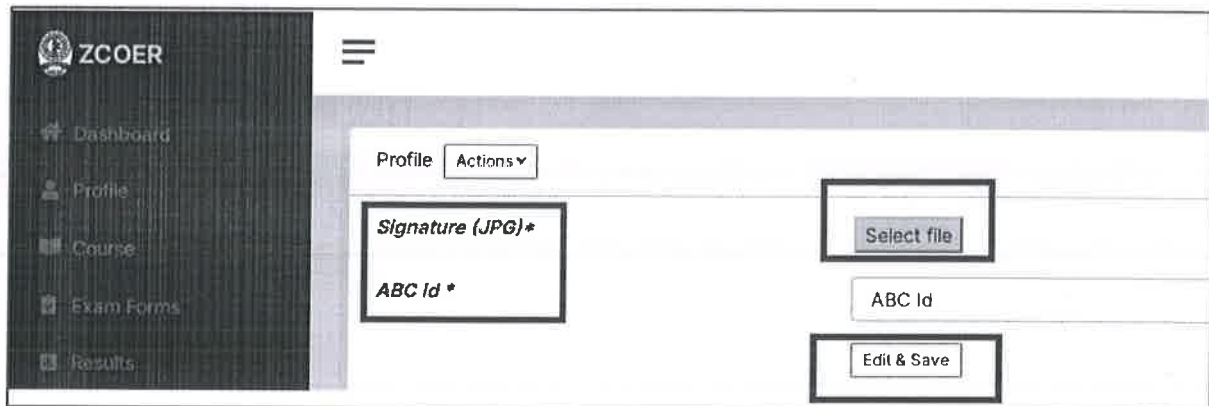 ZCOER
Dashboard
Profile
Course
Exam Forms
Results
Profile Actions
Signature (JPG)*
Select file
ABC Id *
ABC Id
Edit & Save